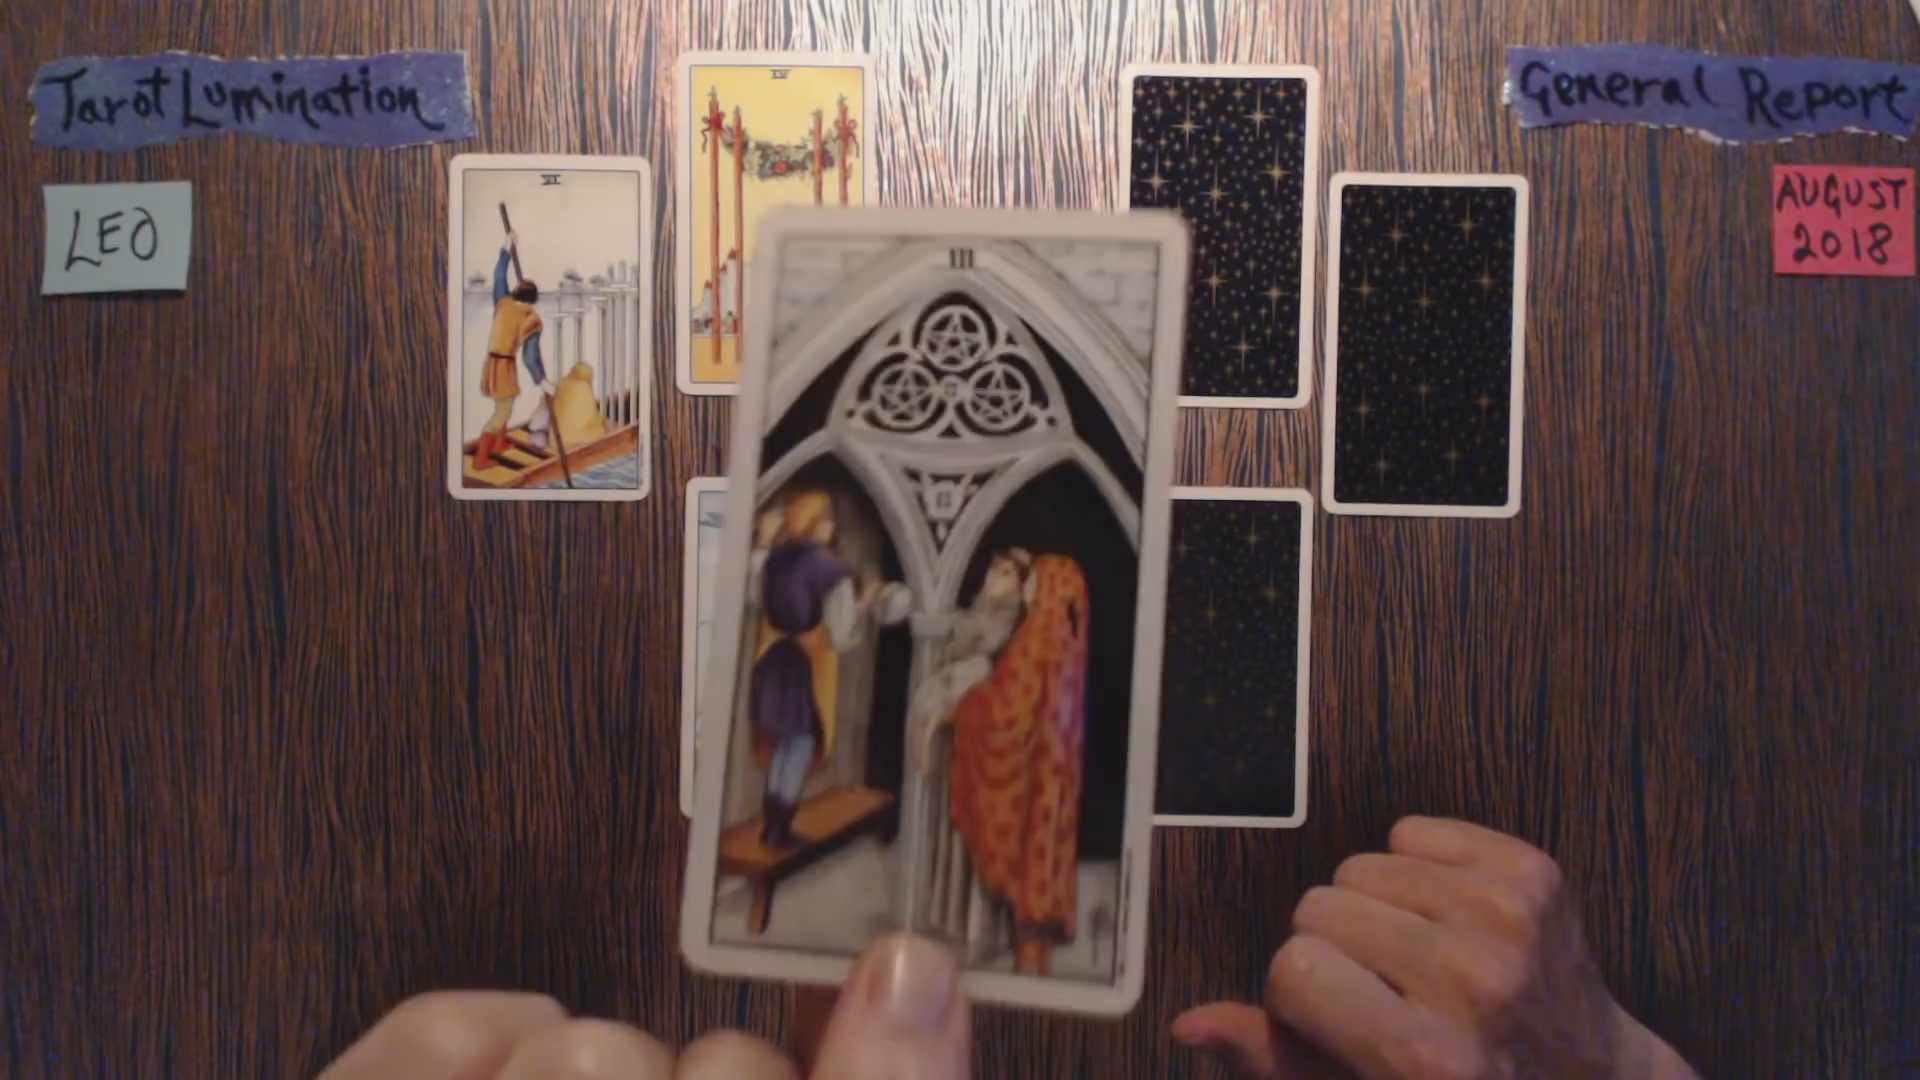 Tarot Lumination
General Report
LEO
AUGUST
2018
VI
IV
III